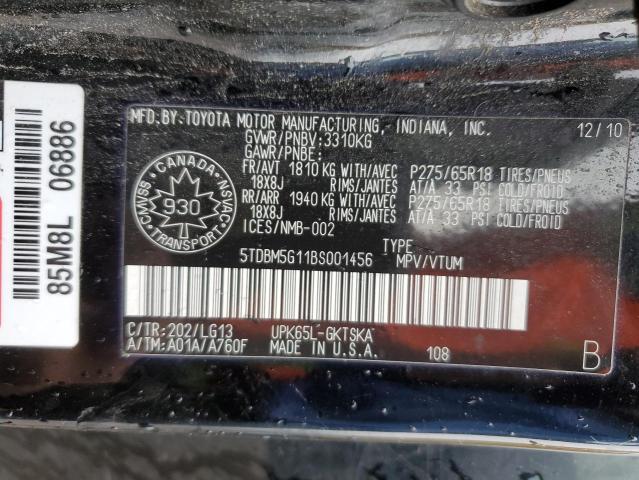 MFD.BY:TOYOTA MOTOR MANUFACTURING, INDIANA, INC. 12/10
GVWR/PNBV:3310KG
GAWR/PNBE:
FR/AVT 1810 KG WITH/AVEC P275/65R18 TIRES/PNEUS
18X8J RIMS/JANTES AT/A 33 PSI COLD/FROID
RR/ARR 1940 KG WITH/AVEC P275/65R18 TIRES/PNEUS
18X8J RIMS/JANTES AT/A 33 PSI COLD/FROID
ICES/NMB-002
TYPE
5TDBM5G11BS001456 MPV/VTUM
C/TR:202/LG13 UPK65L-GKTSKA
A/TM:A01A/A760F MADE IN U.S.A. 108
B
CANADA
CMVSS NSVAC
930
TRANSPORT
85M8L 06886